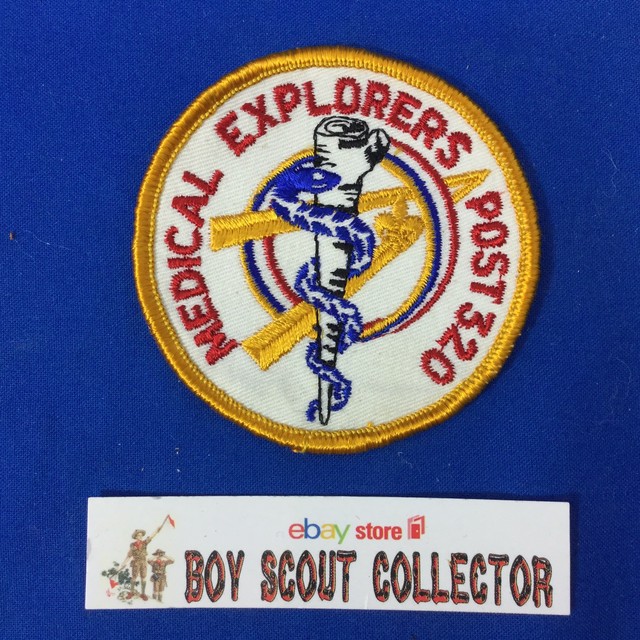 MEDICAL EXPLORERS POST 320
ebay store
BOY SCOUT COLLECTOR